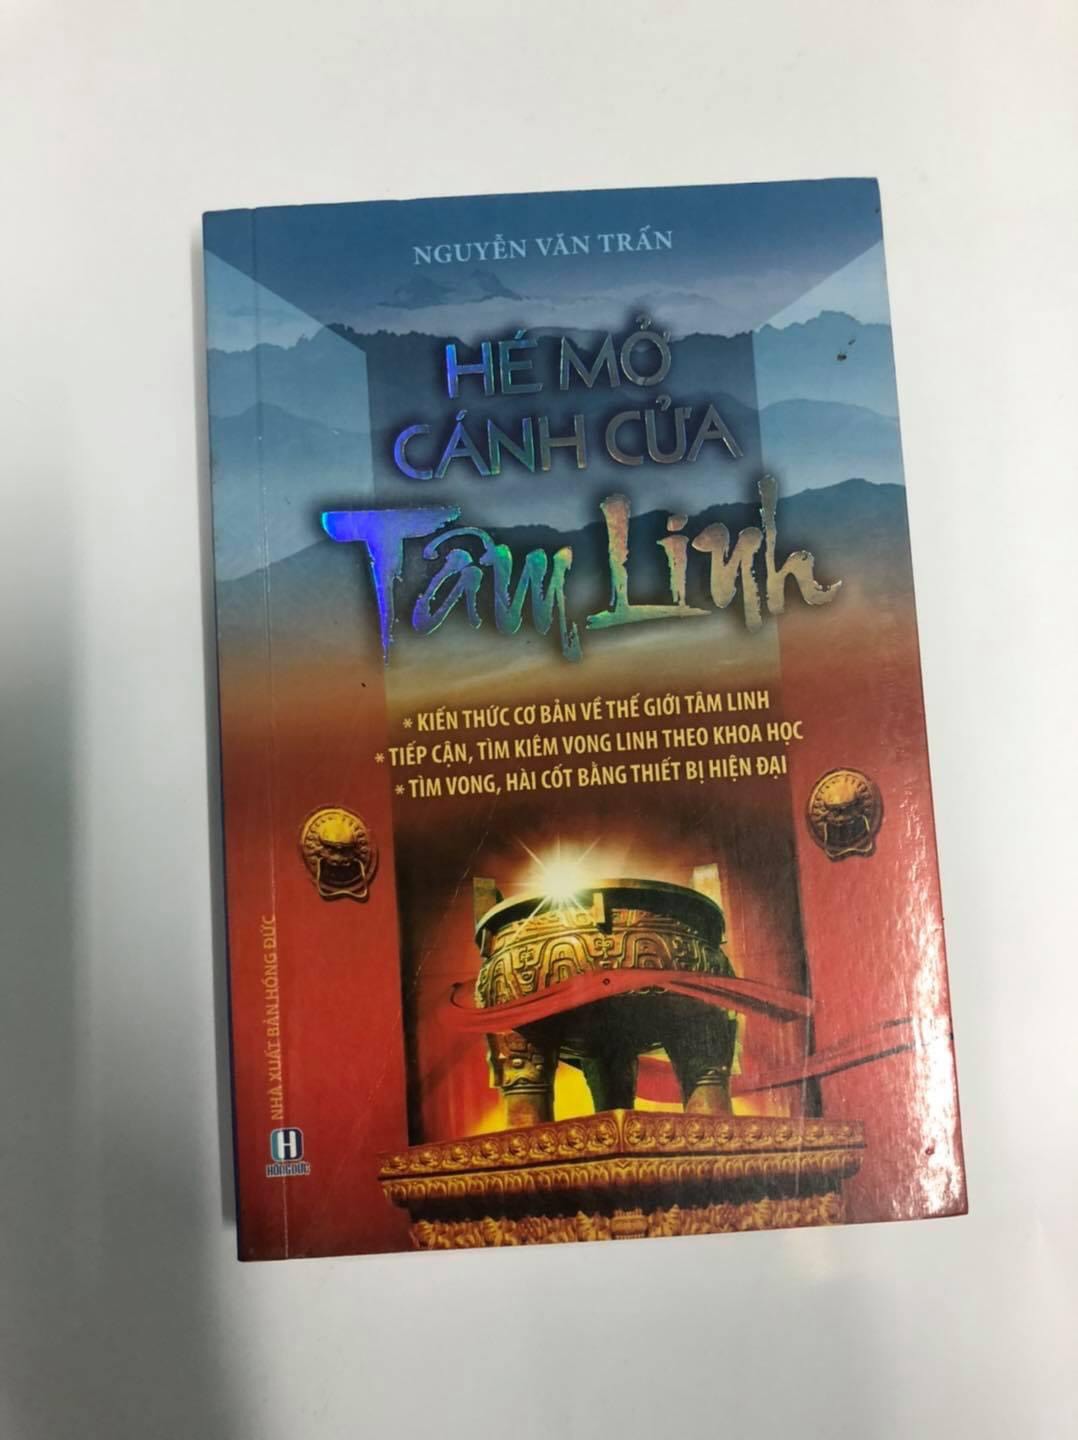 NGUYỄN VĂN TRẤN
HÉ MỞ
CÁNH CỬA
Tâm Linh
* KIẾN THỨC CƠ BẢN VỀ THẾ GIỚI TÂM LINH
* TIẾP CẬN, TÌM KIẾM VONG LINH THEO KHOA HỌC
* TÌM VONG, HÀI CỐT BẰNG THIẾT BỊ HIỆN ĐẠI
NHÀ XUẤT BẢN HỒNG ĐỨC
H
HỒNG ĐỨC